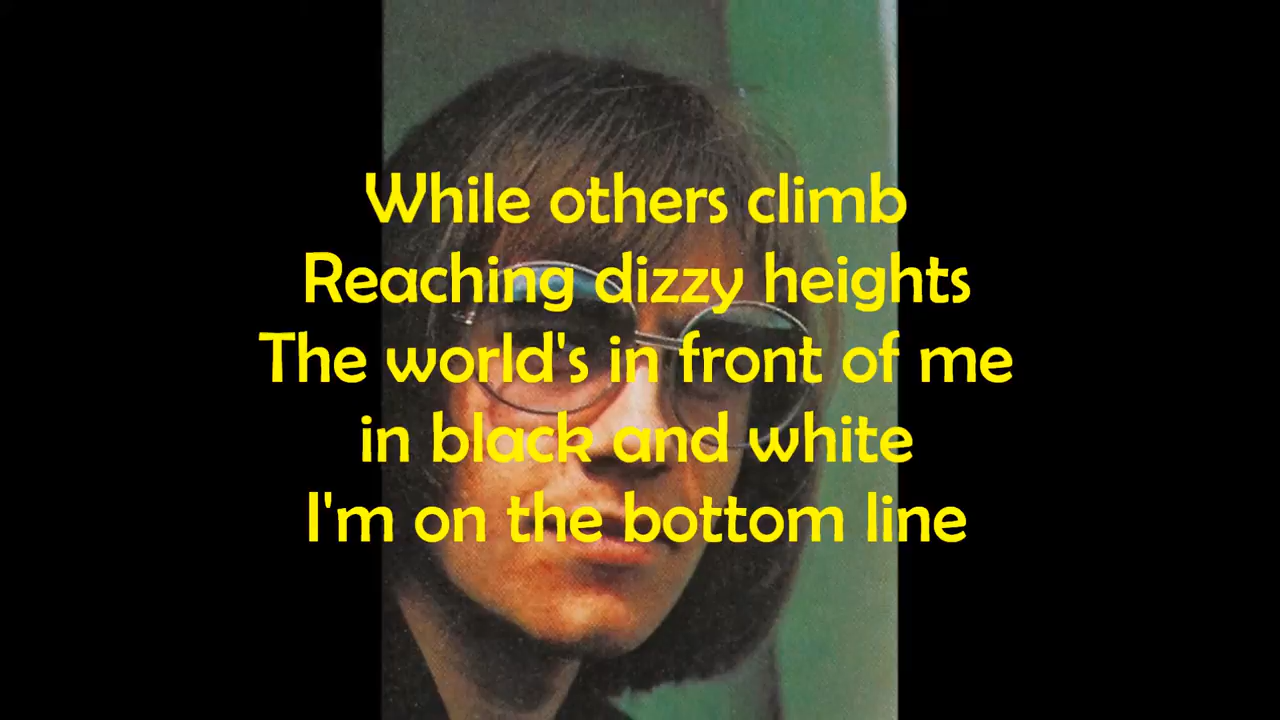 While others climb
Reaching dizzy heights
The world's in front of me
in black and white
I'm on the bottom line